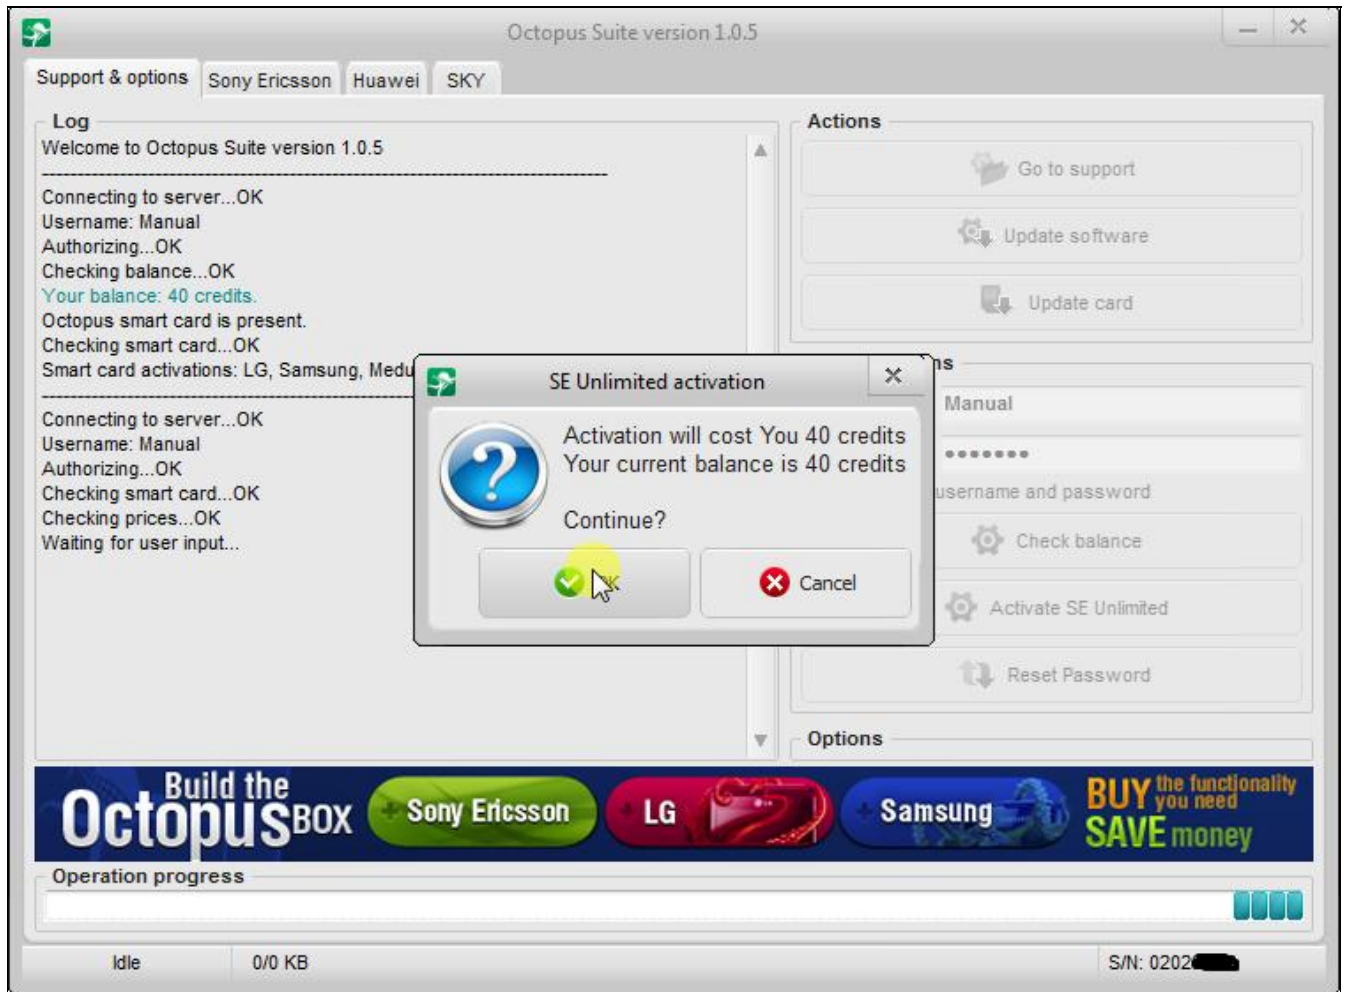 Octopus Suite version 1.0.5
Support & options
Sony Ericsson
Huawei
SKY
Log
Welcome to Octopus Suite version 1.0.5
Connecting to server...OK
Username: Manual
Authorizing...OK
Checking balance...OK
Your balance: 40 credits.
Octopus smart card is present.
Checking smart card...OK
Smart card activations: LG, Samsung, Medu
Connecting to server...OK
Username: Manual
Authorizing...OK
Checking smart card...OK
Checking prices...OK
Waiting for user input...
Actions
Go to support
Update software
Update card
ns
Manual
•••••••
username and password
Check balance
Activate SE Unlimited
Reset Password
Options
SE Unlimited activation
Activation will cost You 40 credits
Your current balance is 40 credits
Continue?
Cancel
Build the
OctopusBOX
Sony Ericsson
LG
Samsung
BUY the functionality
you need
SAVE money
Operation progress
Idle
0/0 KB
S/N: 0202